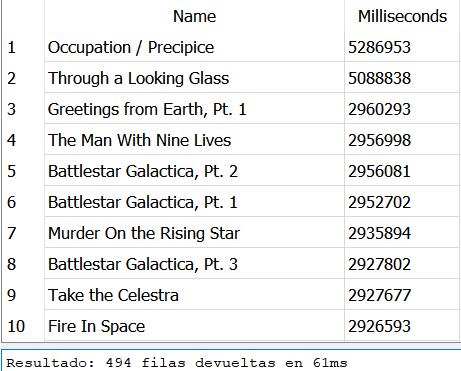 Name Milliseconds
1 Occupation / Precipice 5286953
2 Through a Looking Glass 5088838
3 Greetings from Earth, Pt. 1 2960293
4 The Man With Nine Lives 2956998
5 Battlestar Galactica, Pt. 2 2956081
6 Battlestar Galactica, Pt. 1 2952702
7 Murder On the Rising Star 2935894
8 Battlestar Galactica, Pt. 3 2927802
9 Take the Celestra 2927677
10 Fire In Space 2926593
Resultado: 494 filas devueltas en 61ms